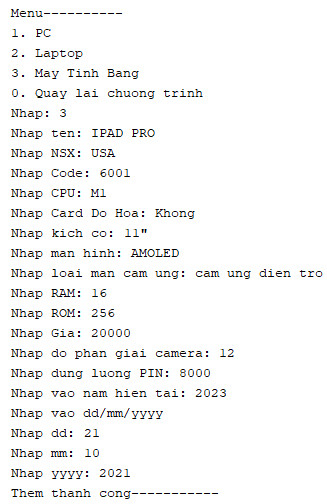 Menu----------
1. PC
2. Laptop
3. May Tinh Bang
0. Quay lai chuong trinh
Nhap: 3
Nhap ten: IPAD PRO
Nhap NSX: USA
Nhap Code: 6001
Nhap CPU: M1
Nhap Card Do Hoa: Khong
Nhap kich co: 11"
Nhap man hinh: AMOLED
Nhap loai man cam ung: cam ung dien tro
Nhap RAM: 16
Nhap ROM: 256
Nhap Gia: 20000
Nhap do phan giai camera: 12
Nhap dung luong PIN: 8000
Nhap vao nam hien tai: 2023
Nhap vao dd/mm/yyyy
Nhap dd: 21
Nhap mm: 10
Nhap yyyy: 2021
Them thanh cong-----------